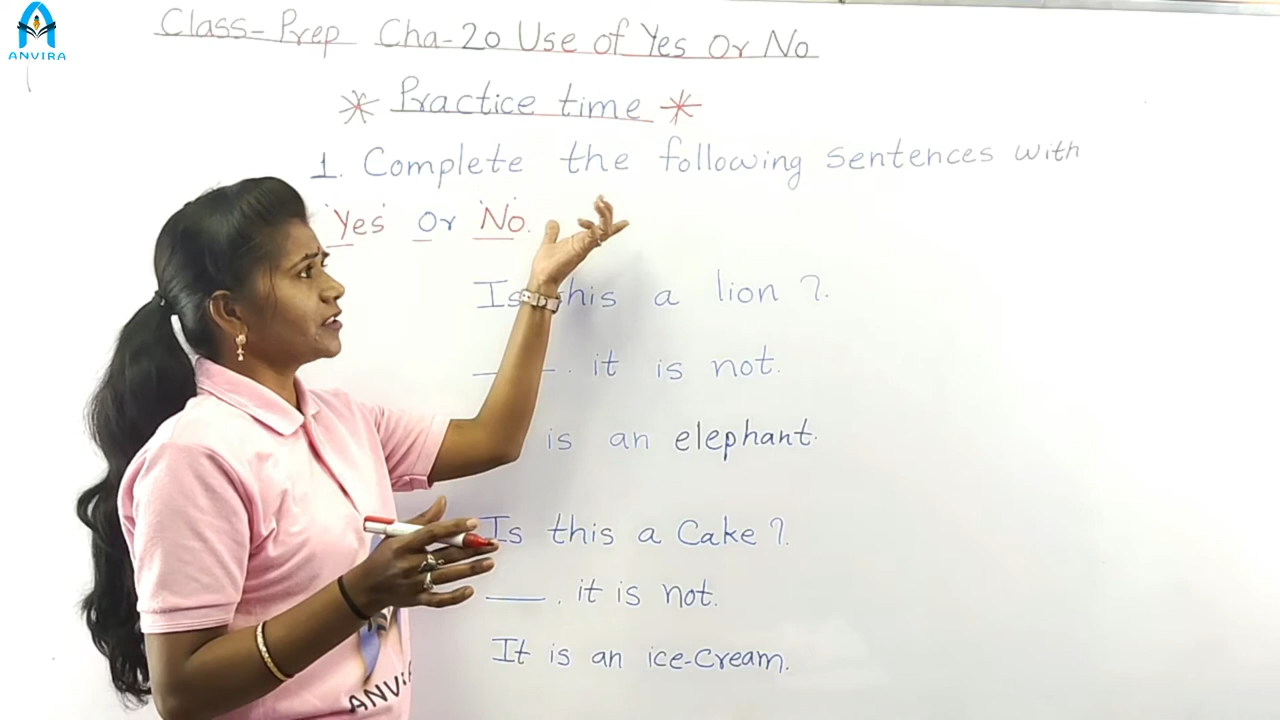 ANVIRA
Class-Prep Cha-20 Use of Yes Or No
* Practice time *
1. Complete the following sentences with
'Yes' Or 'No'.
Is this a lion ?
____. it is not.
is an elephant.
Is this a Cake ?
____. it is not.
It is an ice-cream.